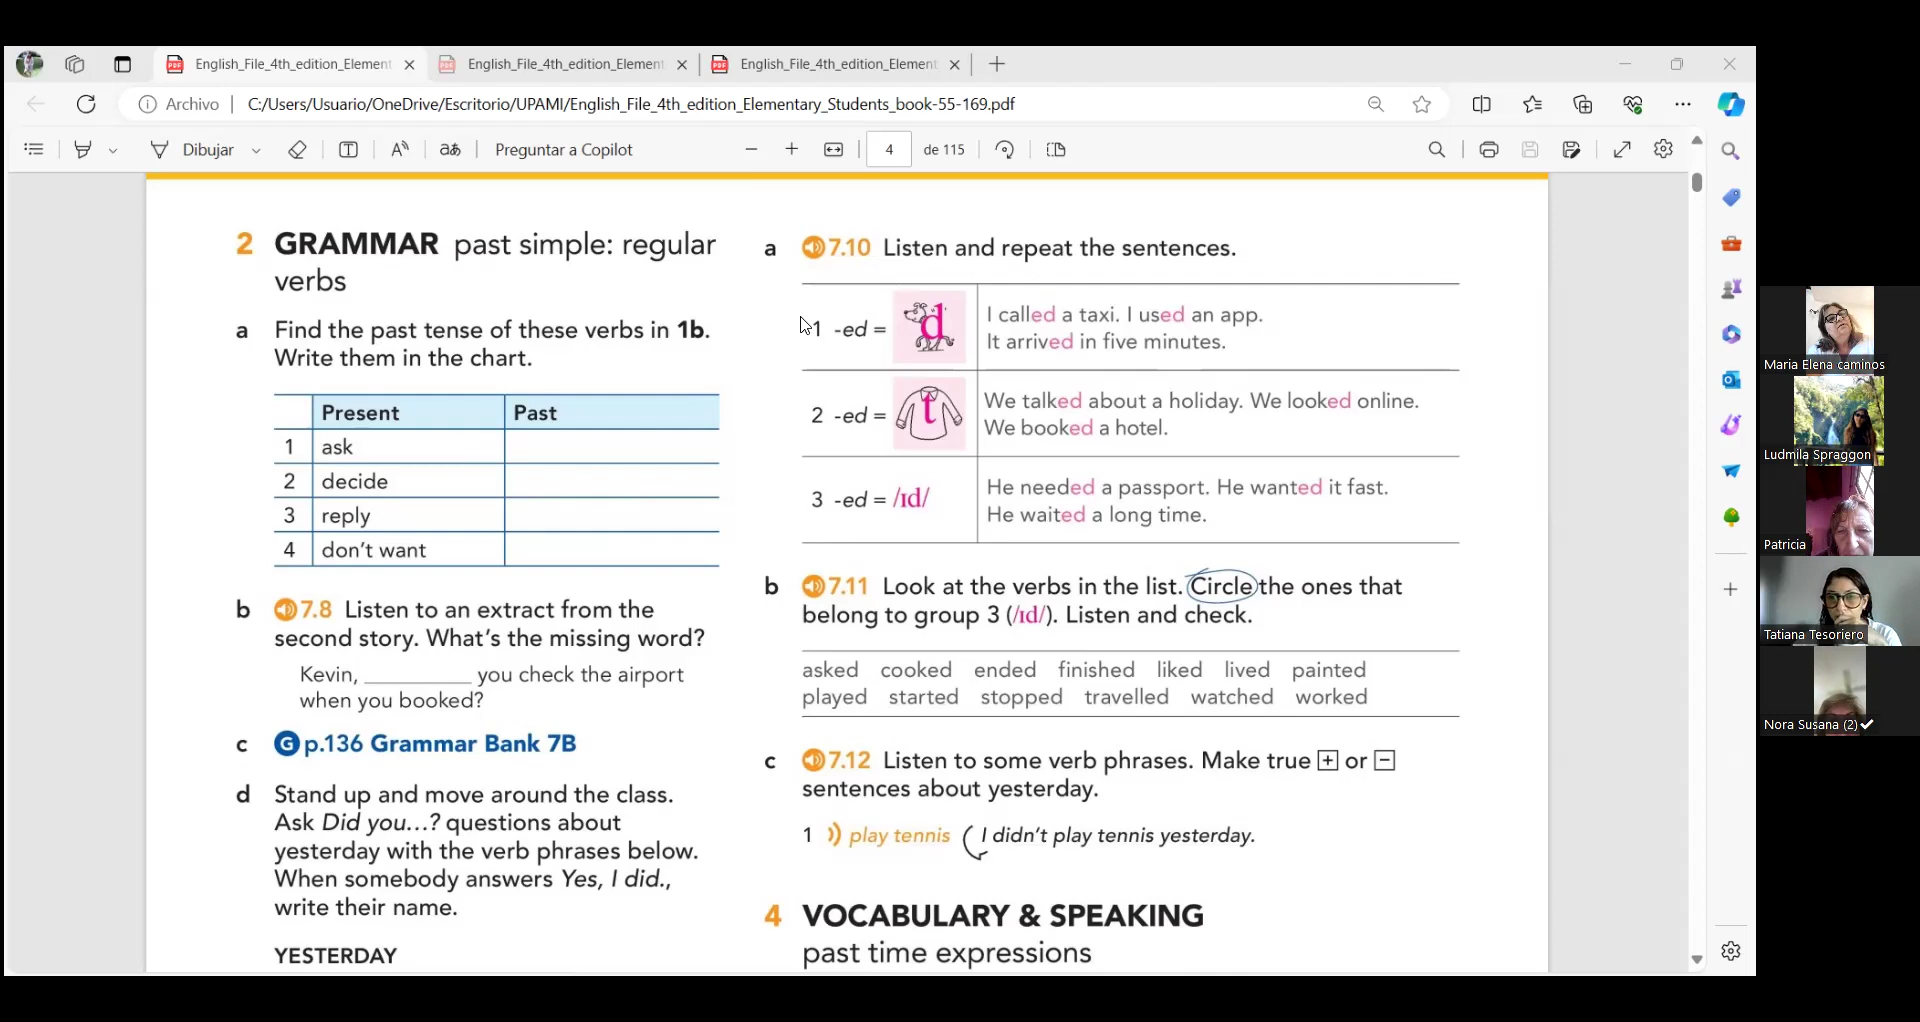 English_File_4th_edition_Element
English_File_4th_edition_Element
English_File_4th_edition_Element
Archivo
C:/Users/Usuario/OneDrive/Escritorio/UPAMI/English_File_4th_edition_Elementary_Students_book-55-169.pdf
Dibujar
Preguntar a Copilot
4
de 115
2 GRAMMAR past simple: regular
verbs
a Find the past tense of these verbs in 1b.
Write them in the chart.
Present Past
1 ask
2 decide
3 reply
4 don't want
b 7.8 Listen to an extract from the
second story. What's the missing word?
Kevin, __________ you check the airport
when you booked?
c G p.136 Grammar Bank 7B
d Stand up and move around the class.
Ask Did you...? questions about
yesterday with the verb phrases below.
When somebody answers Yes, I did.,
write their name.
YESTERDAY
a 7.10 Listen and repeat the sentences.
1 -ed = d
I called a taxi. I used an app.
It arrived in five minutes.
2 -ed = t
We talked about a holiday. We looked online.
We booked a hotel.
3 -ed = /ɪd/
He needed a passport. He wanted it fast.
He waited a long time.
b 7.11 Look at the verbs in the list. Circle the ones that
belong to group 3 (/ɪd/). Listen and check.
asked cooked ended finished liked lived painted
played started stopped travelled watched worked
c 7.12 Listen to some verb phrases. Make true + or −
sentences about yesterday.
1 play tennis I didn't play tennis yesterday.
4 VOCABULARY & SPEAKING
past time expressions
Maria Elena caminos
Ludmila Spraggon
Patricia
Tatiana Tesoriero
Nora Susana (2)